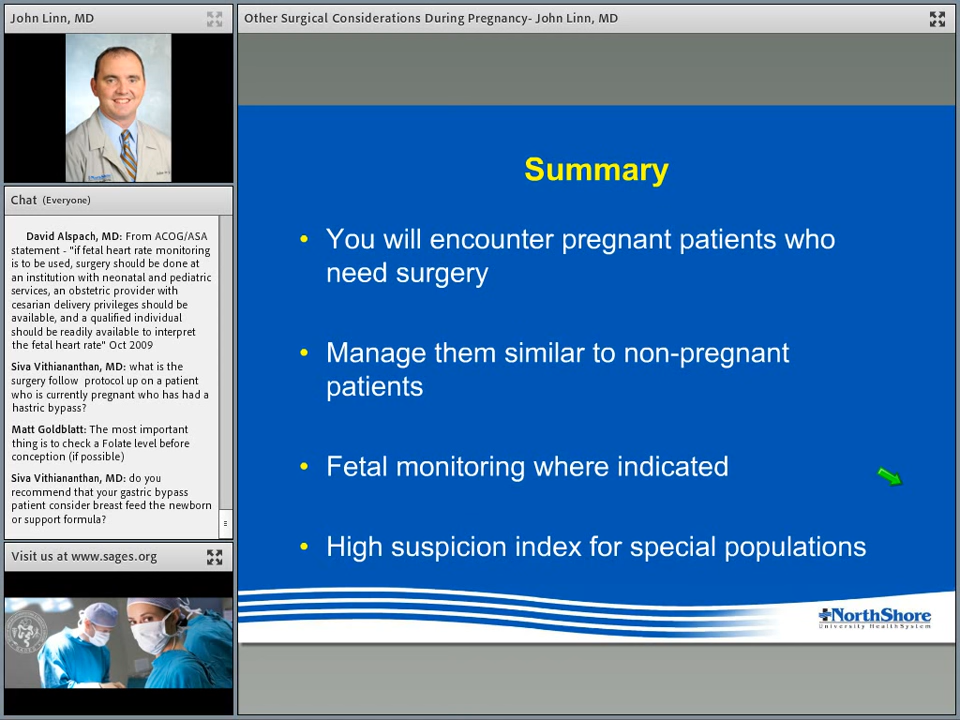 John Linn, MD
Other Surgical Considerations During Pregnancy- John Linn, MD
Chat (Everyone)
David Alspach, MD: From ACOG/ASA
statement - "if fetal heart rate monitoring
is to be used, surgery should be done at
an institution with neonatal and pediatric
services, an obstetric provider with
cesarian delivery privileges should be
available, and a qualified individual
should be readily available to interpret
the fetal heart rate" Oct 2009
Siva Vithiananthan, MD: what is the
surgery follow protocol up on a patient
who is currently pregnant who has had a
hastric bypass?
Matt Goldblatt: The most important
thing is to check a Folate level before
conception (if possible)
Siva Vithiananthan, MD: do you
recommend that your gastric bypass
patient consider breast feed the newborn
or support formula?
Visit us at www.sages.org
Summary
• You will encounter pregnant patients who
need surgery
• Manage them similar to non-pregnant
patients
• Fetal monitoring where indicated
• High suspicion index for special populations
NorthShore
University HealthSystem